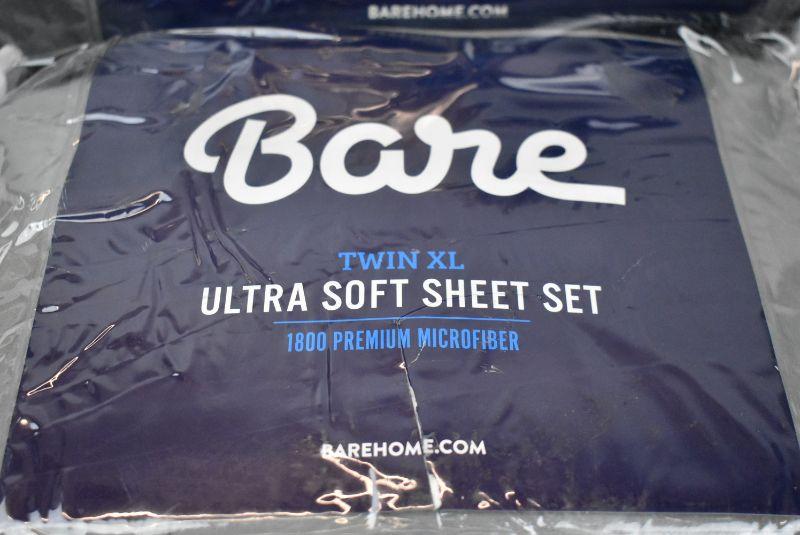 BAREHOME.COM
Bare
TWIN XL
ULTRA SOFT SHEET SET
1800 PREMIUM MICROFIBER
BAREHOME.COM